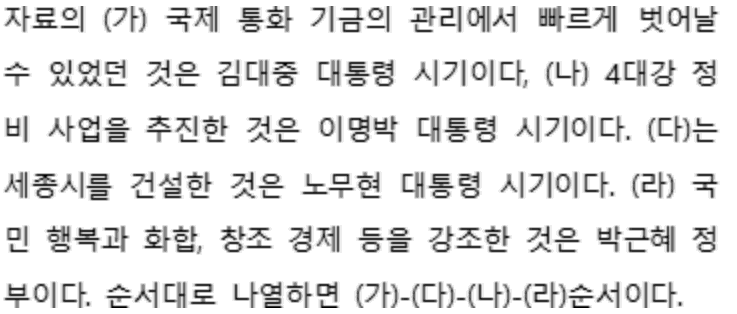 자료의 (가) 국제 통화 기금의 관리에서 빠르게 벗어날
수 있었던 것은 김대중 대통령 시기이다, (나) 4대강 정
비 사업을 추진한 것은 이명박 대통령 시기이다. (다)는
세종시를 건설한 것은 노무현 대통령 시기이다. (라) 국
민 행복과 화합, 창조 경제 등을 강조한 것은 박근혜 정
부이다. 순서대로 나열하면 (가)-(다)-(나)-(라)순서이다.